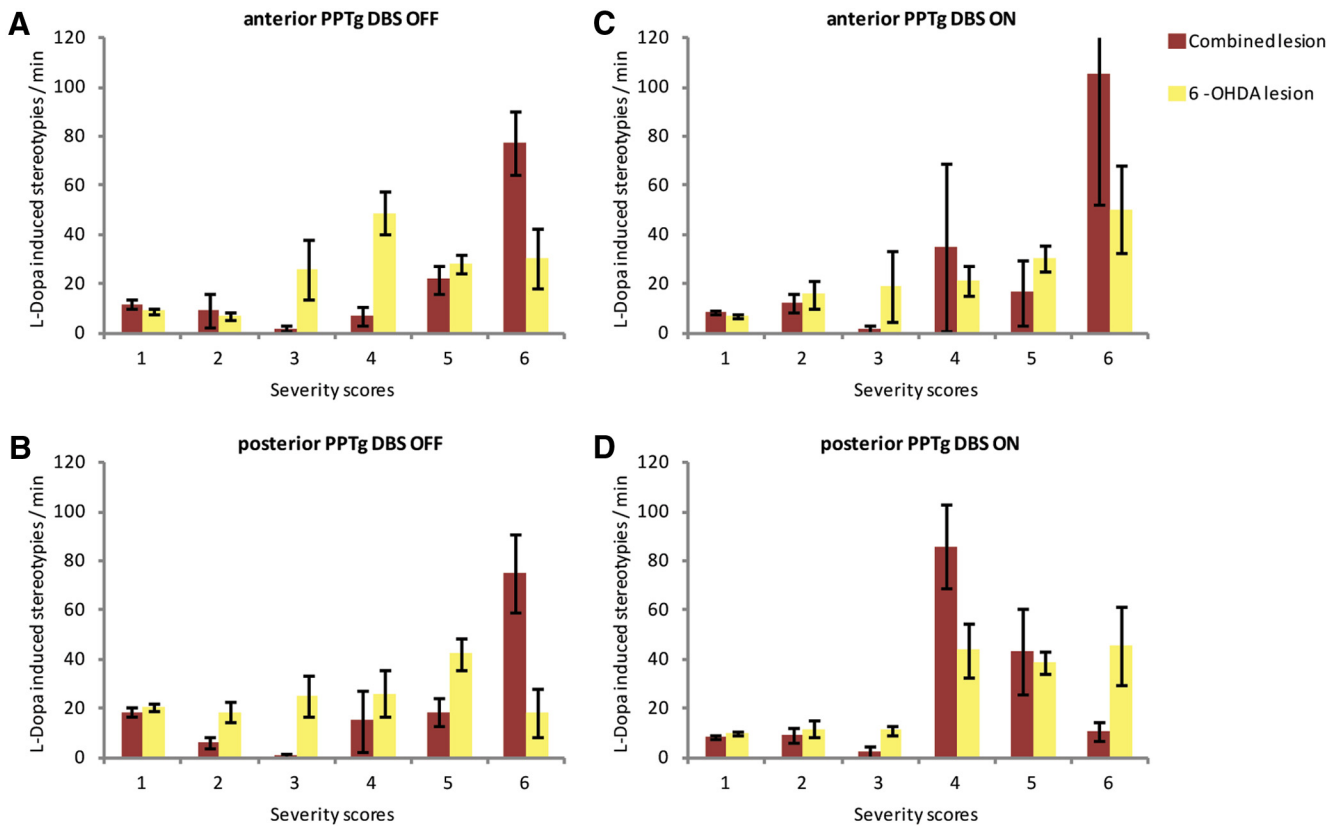 A
anterior PPTg DBS OFF
L-Dopa induced stereotypies / min
120
100
80
60
40
20
0
1 2 3 4 5 6
Severity scores
C
anterior PPTg DBS ON
L-Dopa induced stereotypies / min
120
100
80
60
40
20
0
1 2 3 4 5 6
Severity scores
Combined lesion
6 -OHDA lesion
B
posterior PPTg DBS OFF
L-Dopa induced stereotypies / min
120
100
80
60
40
20
0
1 2 3 4 5 6
Severity scores
D
posterior PPTg DBS ON
L-Dopa induced stereotypies / min
120
100
80
60
40
20
0
1 2 3 4 5 6
Severity scores